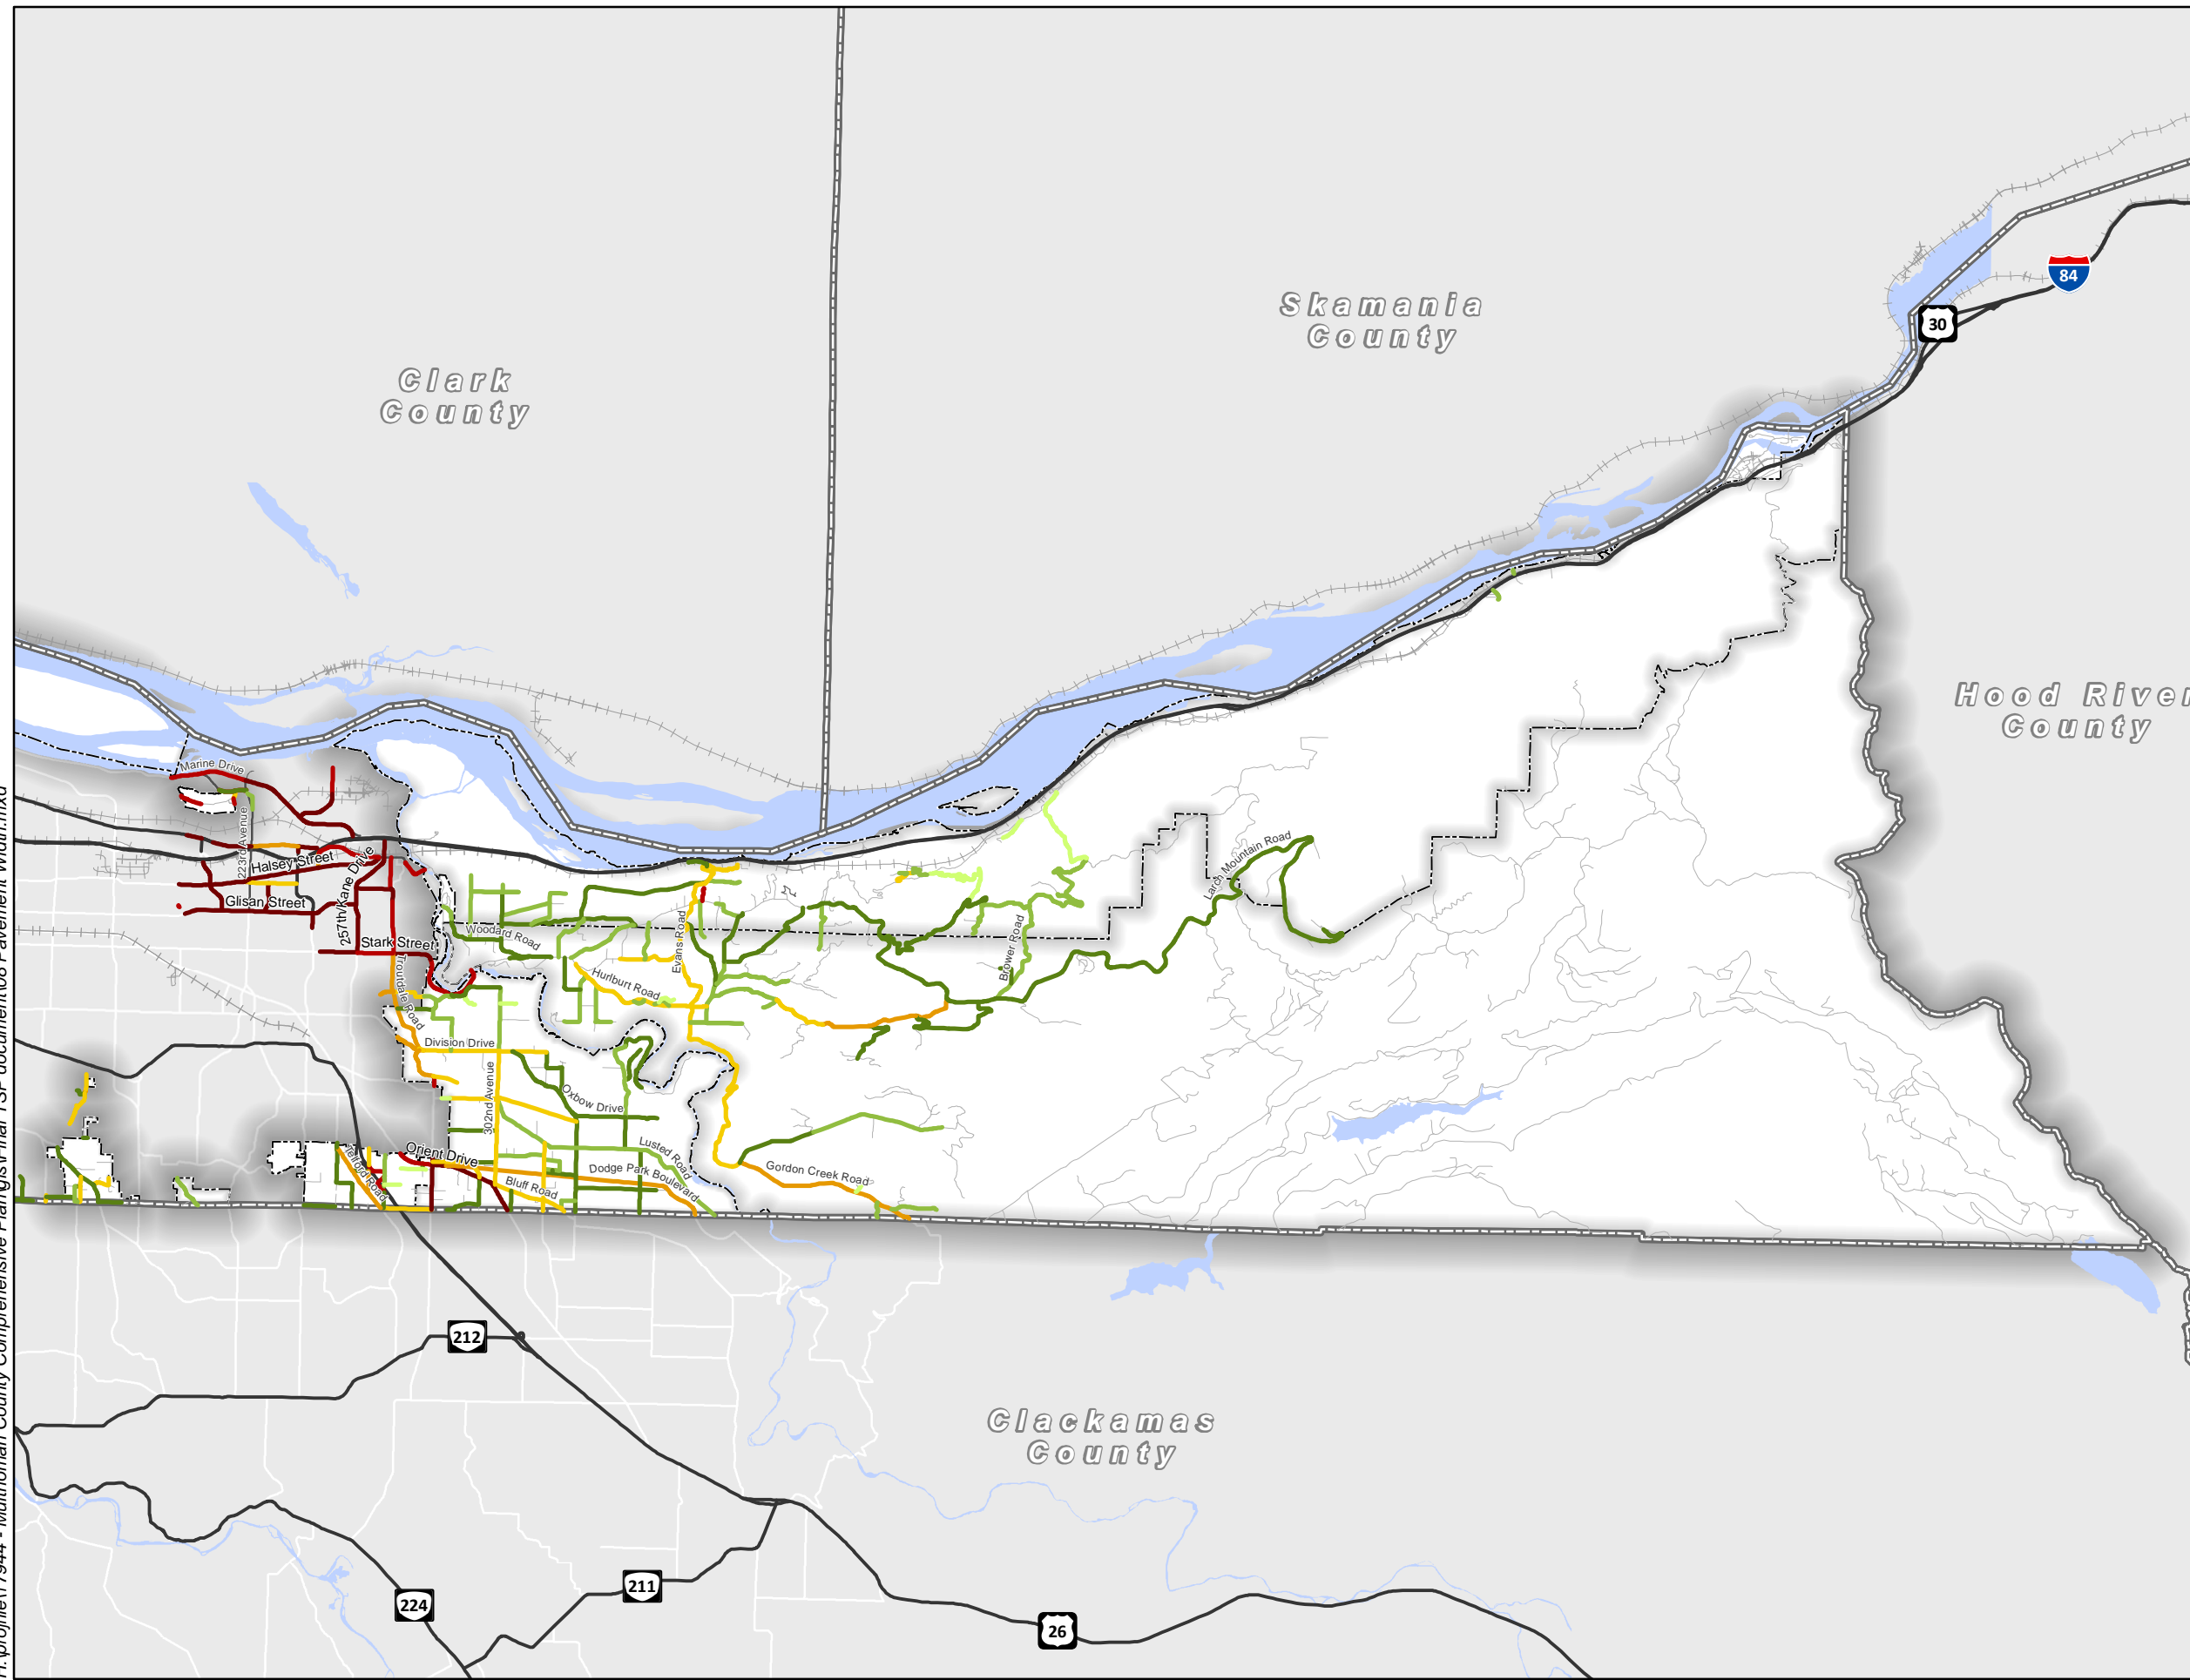 Skamania
County
84
30
Clark
County
Hood River
County
Marine Drive
223rd Avenue
Halsey Street
257th/Kane Drive
Glisan Street
Stark Street
Troutdale Road
Woodard Road
Evans Road
Hurlburt Road
Brower Road
Larch Mountain Road
Division Drive
302nd Avenue
Oxbow Drive
Orient Drive
Telford Road
Lusted Road
Dodge Park Boulevard
Bluff Road
Gordon Creek Road
212
Clackamas
County
224
211
26